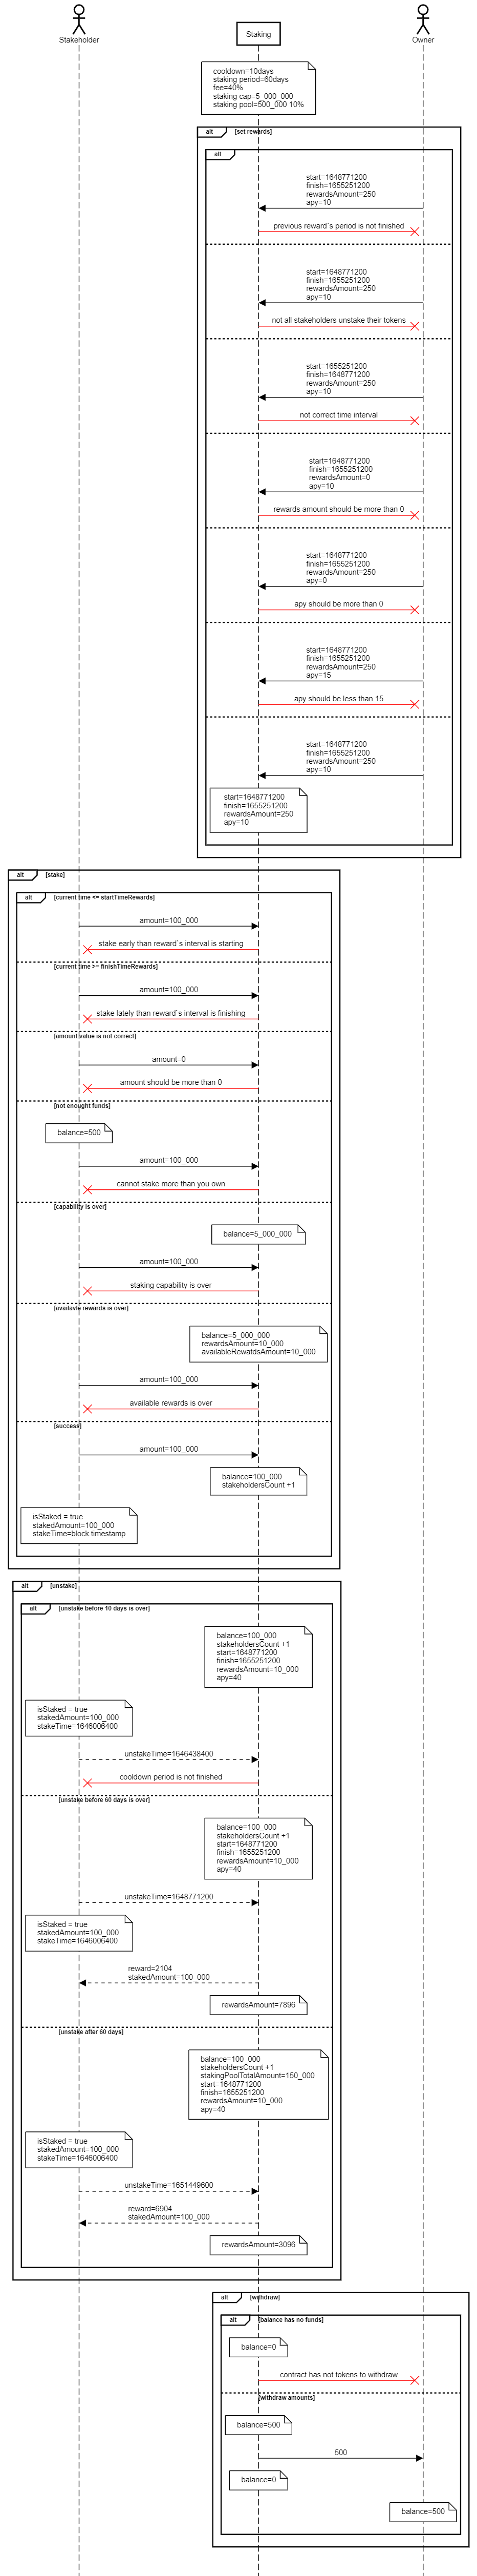 Stakeholder
Staking
Owner
cooldown=10days
staking period=60days
fee=40%
staking cap=5_000_000
staking pool=500_000 10%
alt
[set rewards]
alt
start=1648771200
finish=1655251200
rewardsAmount=250
apy=10
previous reward`s period is not finished
start=1648771200
finish=1655251200
rewardsAmount=250
apy=10
not all stakeholders unstake their tokens
start=1655251200
finish=1648771200
rewardsAmount=250
apy=10
not correct time interval
start=1648771200
finish=1655251200
rewardsAmount=0
apy=10
rewards amount should be more than 0
start=1648771200
finish=1655251200
rewardsAmount=250
apy=0
apy should be more than 0
start=1648771200
finish=1655251200
rewardsAmount=250
apy=15
apy should be less than 15
start=1648771200
finish=1655251200
rewardsAmount=250
apy=10
start=1648771200
finish=1655251200
rewardsAmount=250
apy=10
alt
[stake]
alt
[current time <= startTimeRewards]
amount=100_000
stake early than reward`s interval is starting
[current time >= finishTimeRewards]
amount=100_000
stake lately than reward`s interval is finishing
[amount value is not correct]
amount=0
amount should be more than 0
[not enought funds]
balance=500
amount=100_000
cannot stake more than you own
[capability is over]
balance=5_000_000
amount=100_000
staking capability is over
[availavle rewards is over]
balance=5_000_000
rewardsAmount=10_000
availableRewatdsAmount=10_000
amount=100_000
available rewards is over
[success]
amount=100_000
balance=100_000
stakeholdersCount +1
isStaked = true
stakedAmount=100_000
stakeTime=block.timestamp
alt
[unstake]
alt
[unstake before 10 days is over]
balance=100_000
stakeholdersCount +1
start=1648771200
finish=1655251200
rewardsAmount=10_000
apy=40
isStaked = true
stakedAmount=100_000
stakeTime=1646006400
unstakeTime=1646438400
cooldown period is not finished
[unstake before 60 days is over]
balance=100_000
stakeholdersCount +1
start=1648771200
finish=1655251200
rewardsAmount=10_000
apy=40
unstakeTime=1648771200
isStaked = true
stakedAmount=100_000
stakeTime=1646006400
reward=2104
stakedAmount=100_000
rewardsAmount=7896
[unstake after 60 days]
balance=100_000
stakeholdersCount +1
stakingPoolTotalAmount=150_000
start=1648771200
finish=1655251200
rewardsAmount=10_000
apy=40
isStaked = true
stakedAmount=100_000
stakeTime=1646006400
unstakeTime=1651449600
reward=6904
stakedAmount=100_000
rewardsAmount=3096
alt
[withdraw]
alt
[balance has no funds]
balance=0
contract has not tokens to withdraw
[withdraw amounts]
balance=500
500
balance=0
balance=500